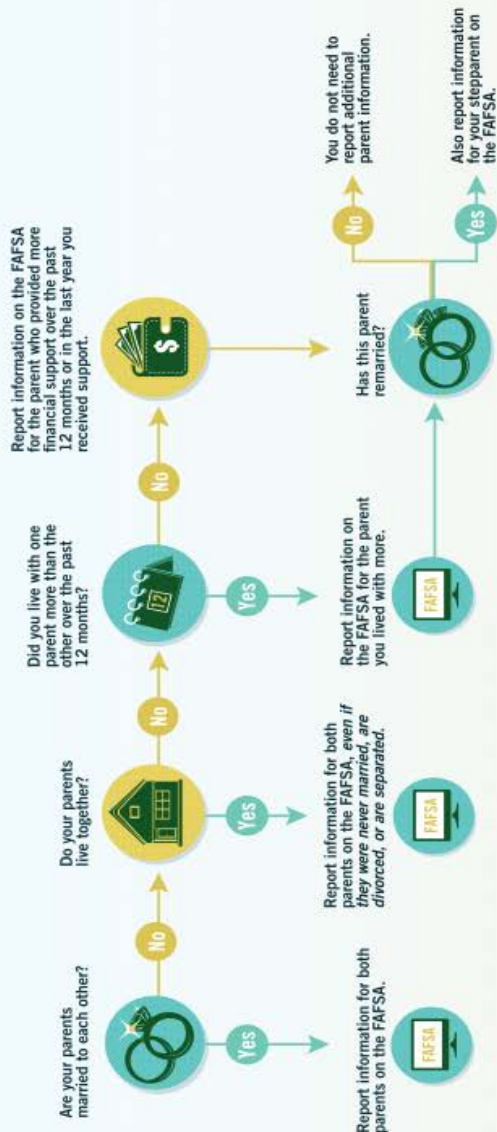 Are your parents
married to each other?
No
Yes
Report information for both
parents on the FAFSA.
FAFSA
Do your parents
live together?
No
Yes
Report information for both
parents on the FAFSA, even if
they were never married, are
divorced, or are separated.
FAFSA
Did you live with one
parent more than the
other over the past
12 months?
12
No
Yes
Report information on
the FAFSA for the parent
you lived with more.
FAFSA
Report information on the FAFSA
for the parent who provided more
financial support over the past
12 months or in the last year you
received support.
$
Has this parent
remarried?
No
You do not need to
report additional
parent information.
Yes
Also report information
for your stepparent on
the FAFSA.